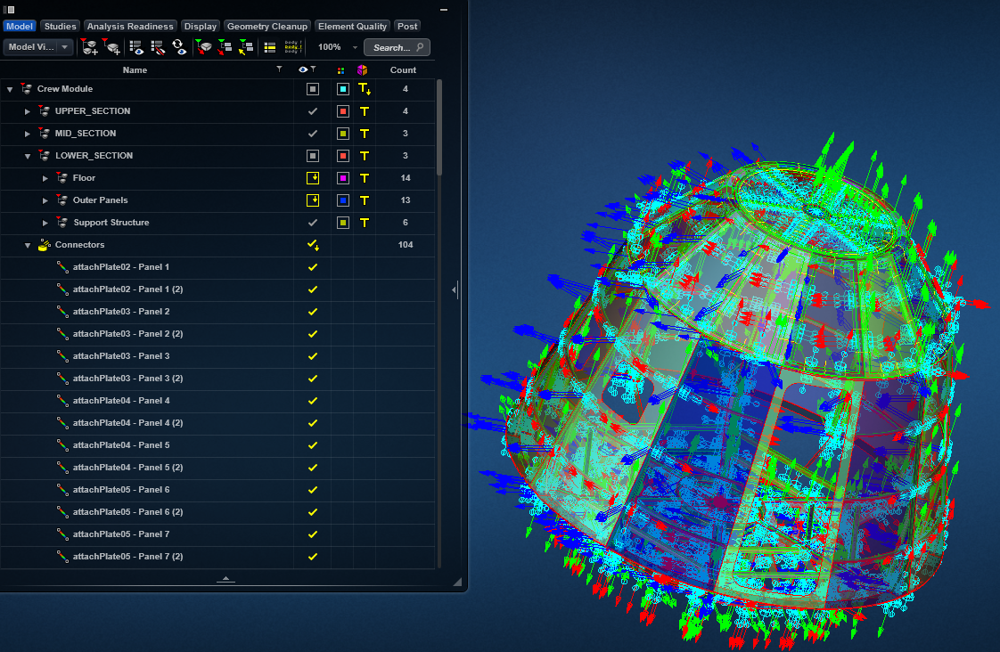 Model Studies Analysis Readiness Display Geometry Cleanup Element Quality Post
Model Vi... body body 100% Search...
Name Count
Crew Module 4
UPPER_SECTION 4
MID_SECTION 3
LOWER_SECTION 3
Floor 14
Outer Panels 13
Support Structure 6
Connectors 104
attachPlate02 - Panel 1
attachPlate02 - Panel 1 (2)
attachPlate03 - Panel 2
attachPlate03 - Panel 2 (2)
attachPlate03 - Panel 3
attachPlate03 - Panel 3 (2)
attachPlate04 - Panel 4
attachPlate04 - Panel 4 (2)
attachPlate04 - Panel 5
attachPlate04 - Panel 5 (2)
attachPlate05 - Panel 6
attachPlate05 - Panel 6 (2)
attachPlate05 - Panel 7
attachPlate05 - Panel 7 (2)